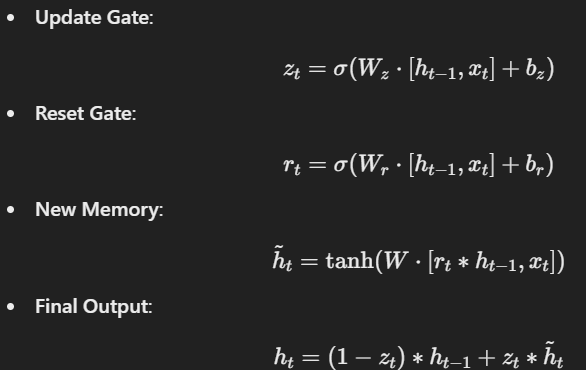 • Update Gate:
z_t = σ(W_z · [h_{t−1}, x_t] + b_z)
• Reset Gate:
r_t = σ(W_r · [h_{t−1}, x_t] + b_r)
• New Memory:
h̃_t = tanh(W · [r_t * h_{t−1}, x_t])
• Final Output:
h_t = (1 − z_t) * h_{t−1} + z_t * h̃_t